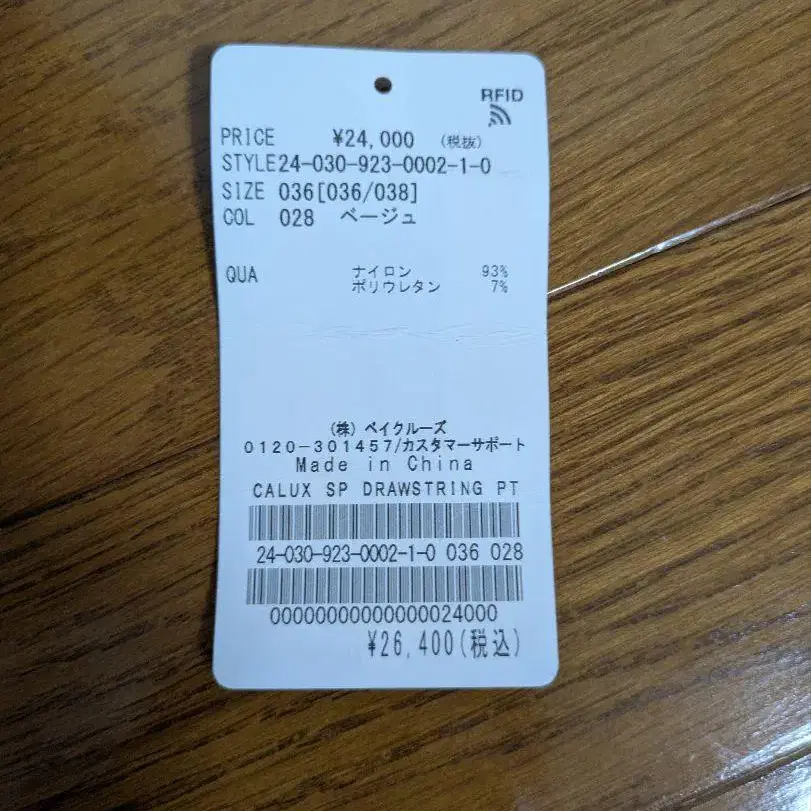 RFID
PRICE ¥24,000 (税抜)
STYLE24-030-923-0002-1-0
SIZE 036[036/038]
COL 028 ベージュ
QUA ナイロン 93%
ポリウレタン 7%
(株) ベイクルーズ
0120-301457/カスタマーサポート
Made in China
CALUX SP DRAWSTRING PT
24-030-923-0002-1-0 036 028
00000000000000024000
¥26,400(税込)